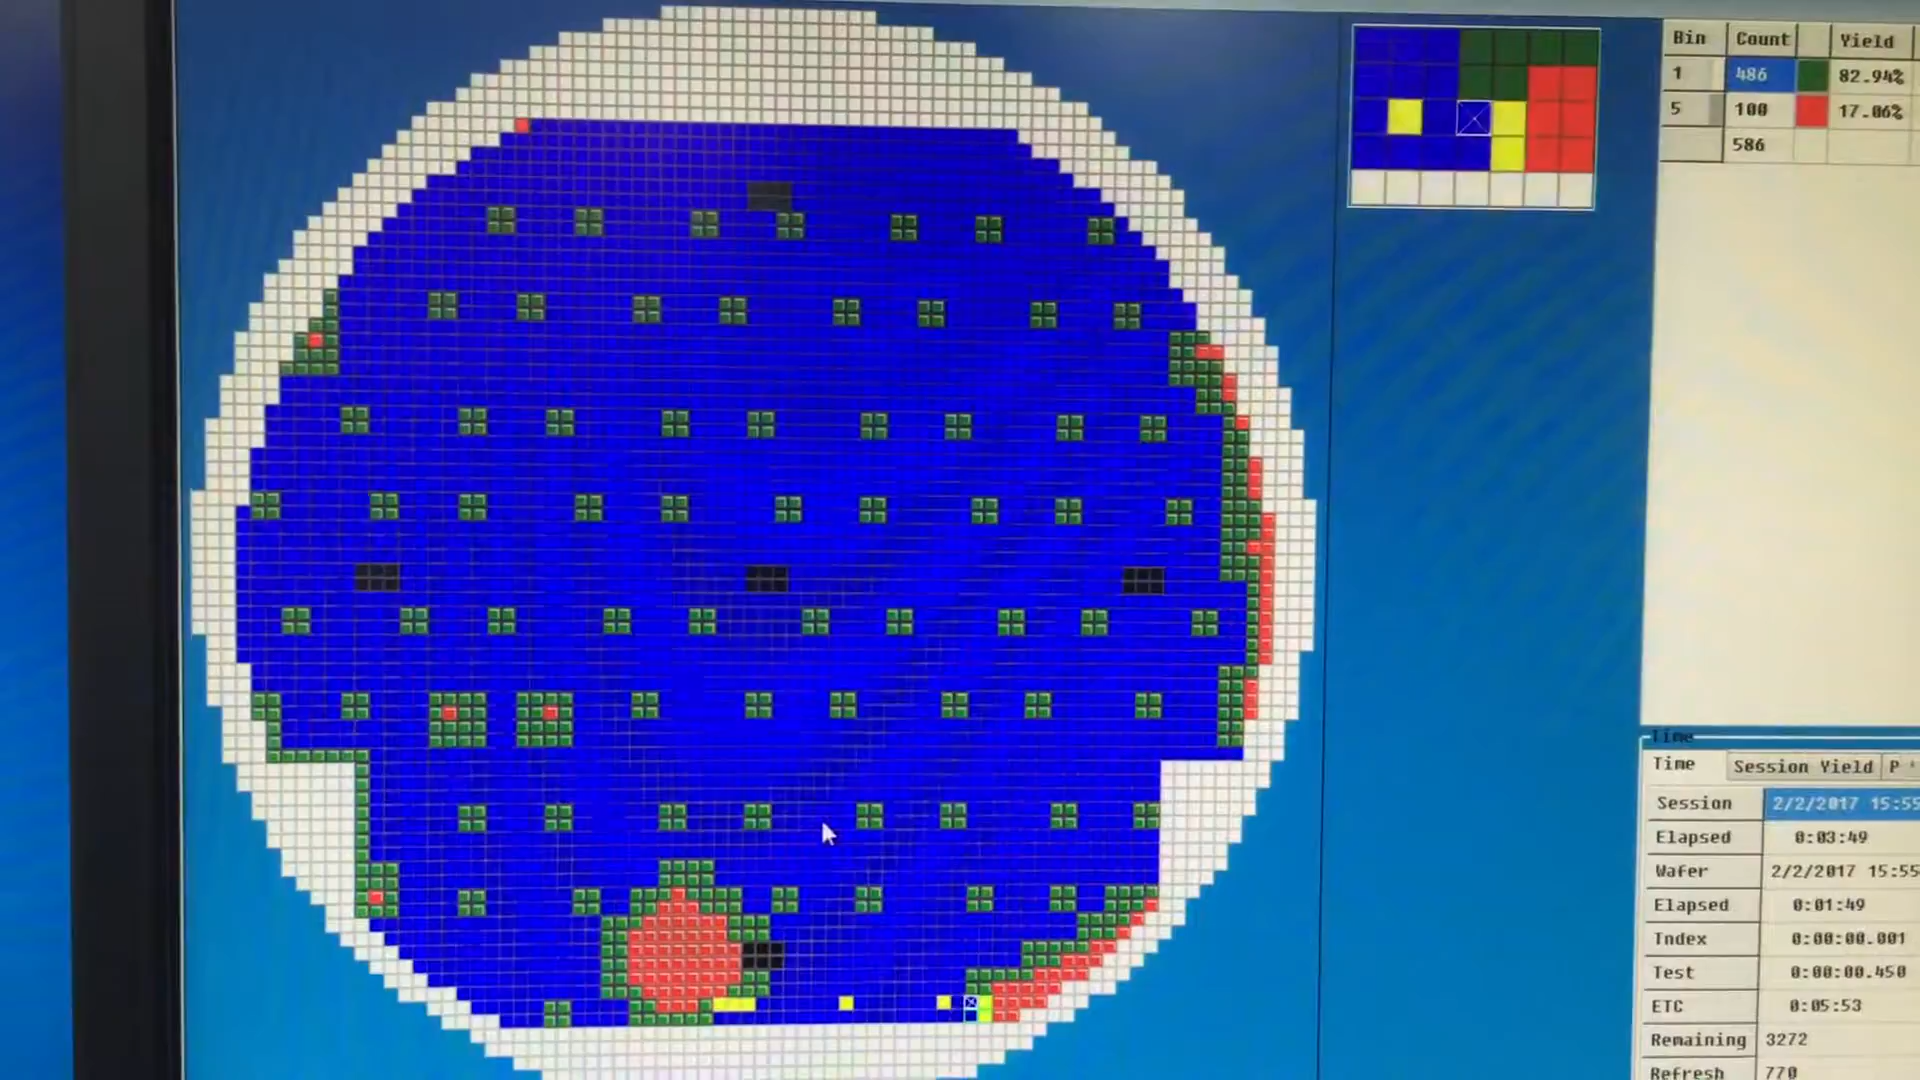 Bin Count Yield
1 486 82.94%
5 100 17.06%
586
Time
Time Session Yield P
Session 2/2/2017 15:55
Elapsed 0:03:49
Wafer 2/2/2017 15:55
Elapsed 0:01:49
Index 0:00:00.001
Test 0:00:00.450
ETC 0:05:53
Remaining 3272
Refresh 770